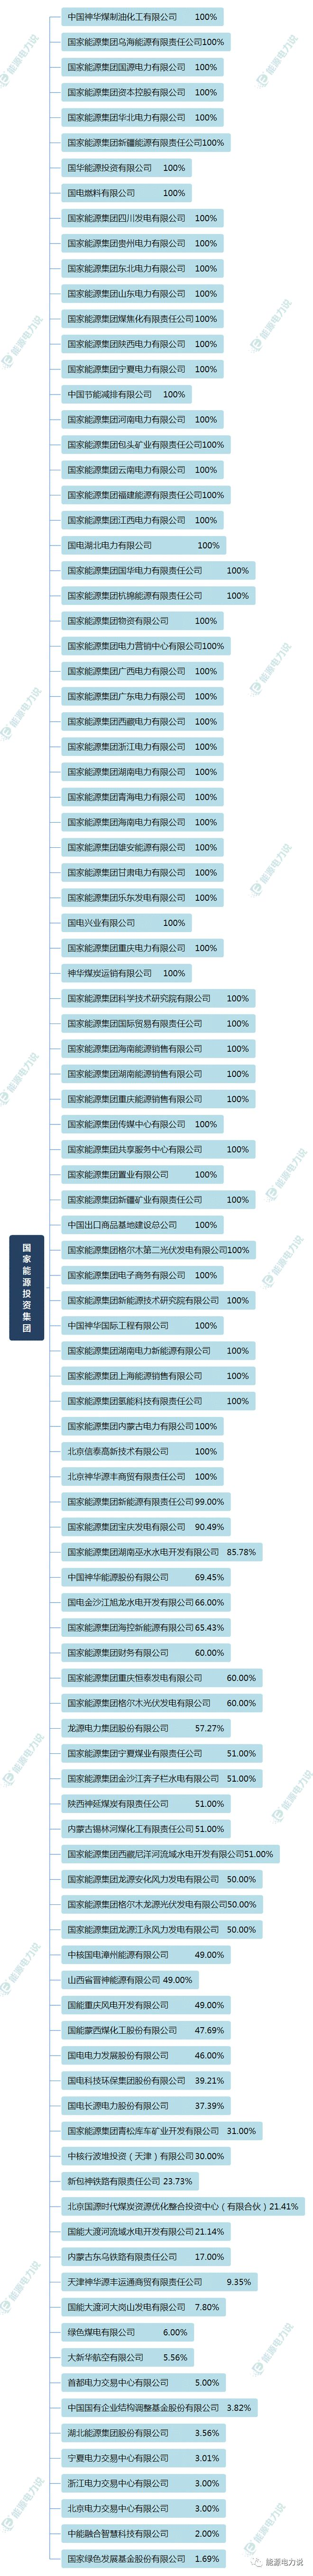 国家能源投资集团
中国神华煤制油化工有限公司 100%
国家能源集团乌海能源有限责任公司100%
国家能源集团国源电力有限公司 100%
国家能源集团资本控股有限公司 100%
国家能源集团华北电力有限公司 100%
国家能源集团新疆能源有限责任公司100%
国华能源投资有限公司 100%
国电燃料有限公司 100%
国家能源集团四川发电有限公司 100%
国家能源集团贵州电力有限公司 100%
国家能源集团东北电力有限公司 100%
国家能源集团山东电力有限公司 100%
国家能源集团煤焦化有限责任公司 100%
国家能源集团陕西电力有限公司 100%
国家能源集团宁夏电力有限公司 100%
中国节能减排有限公司 100%
国家能源集团河南电力有限公司 100%
国家能源集团包头矿业有限责任公司100%
国家能源集团云南电力有限公司 100%
国家能源集团福建能源有限责任公司100%
国家能源集团江西电力有限公司 100%
国电湖北电力有限公司 100%
国家能源集团国华电力有限责任公司 100%
国家能源集团杭锦能源有限责任公司 100%
国家能源集团物资有限公司 100%
国家能源集团电力营销中心有限公司100%
国家能源集团广西电力有限公司 100%
国家能源集团广东电力有限公司 100%
国家能源集团西藏电力有限公司 100%
国家能源集团浙江电力有限公司 100%
国家能源集团湖南电力有限公司 100%
国家能源集团青海电力有限公司 100%
国家能源集团海南电力有限公司 100%
国家能源集团雄安能源有限公司 100%
国家能源集团甘肃电力有限公司 100%
国家能源集团乐东发电有限公司 100%
国电兴业有限公司 100%
国家能源集团重庆电力有限公司 100%
神华煤炭运销有限公司 100%
国家能源集团科学技术研究院有限公司 100%
国家能源集团国际贸易有限责任公司 100%
国家能源集团海南能源销售有限公司 100%
国家能源集团湖南能源销售有限公司 100%
国家能源集团重庆能源销售有限公司 100%
国家能源集团传媒中心有限公司 100%
国家能源集团共享服务中心有限公司 100%
国家能源集团置业有限公司 100%
国家能源集团新疆矿业有限责任公司 100%
中国出口商品基地建设总公司 100%
国家能源集团格尔木第二光伏发电有限公司100%
国家能源集团电子商务有限公司 100%
国家能源集团新能源技术研究院有限公司 100%
中国神华国际工程有限公司 100%
国家能源集团湖南电力新能源有限公司 100%
国家能源集团上海能源销售有限公司 100%
国家能源集团氢能科技有限责任公司 100%
国家能源集团内蒙古电力有限公司 100%
北京信泰高新技术有限公司 100%
北京神华源丰商贸有限责任公司 100%
国家能源集团新能源有限责任公司 99.00%
国家能源集团宝庆发电有限公司 90.49%
国家能源集团湖南巫水水电开发有限公司 85.78%
中国神华能源股份有限公司 69.45%
国电金沙江旭龙水电开发有限公司 66.00%
国家能源集团海控新能源有限公司 65.43%
国家能源集团财务有限公司 60.00%
国家能源集团重庆恒泰发电有限公司 60.00%
国家能源集团格尔木光伏发电有限公司 60.00%
龙源电力集团股份有限公司 57.27%
国家能源集团宁夏煤业有限责任公司 51.00%
国家能源集团金沙江奔子栏水电有限公司 51.00%
陕西神延煤炭有限责任公司 51.00%
内蒙古锡林河煤化工有限责任公司 51.00%
国家能源集团西藏尼洋河流域水电开发有限公司51.00%
国家能源集团龙源安化风力发电有限公司 50.00%
国家能源集团格尔木龙源光伏发电有限公司50.00%
国家能源集团龙源江永风力发电有限公司 50.00%
中核国电漳州能源有限公司 49.00%
山西省晋神能源有限公司 49.00%
国能重庆风电开发有限公司 49.00%
国能蒙西煤化工股份有限公司 47.69%
国电电力发展股份有限公司 46.00%
国电科技环保集团股份有限公司 39.21%
国电长源电力股份有限公司 37.39%
国家能源集团青松库车矿业开发有限公司 31.00%
中核行波堆投资（天津）有限公司 30.00%
新包神铁路有限责任公司 23.73%
北京国源时代煤炭资源优化整合投资中心（有限合伙）21.41%
国能大渡河流域水电开发有限公司 21.14%
内蒙古东乌铁路有限责任公司 17.00%
天津神华源丰运通商贸有限责任公司 9.35%
国能大渡河大岗山发电有限公司 7.80%
绿色煤电有限公司 6.00%
大新华航空有限公司 5.56%
首都电力交易中心有限公司 5.00%
中国国有企业结构调整基金股份有限公司 3.82%
湖北能源集团股份有限公司 3.56%
宁夏电力交易中心有限公司 3.01%
浙江电力交易中心有限公司 3.00%
北京电力交易中心有限公司 3.00%
中能融合智慧科技有限公司 2.00%
国家绿色发展基金股份有限公司 1.69%
能源电力说